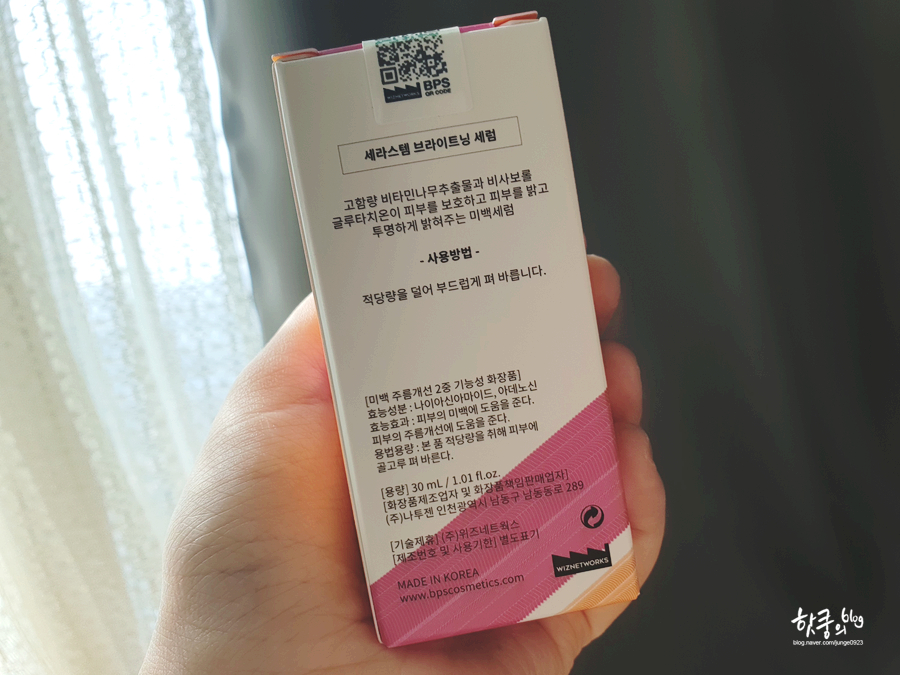 BPS
QR CODE
WIZNETWORKS
세라스템 브라이트닝 세럼
고함량 비타민나무추출물과 비사보롤
글루타치온이 피부를 보호하고 피부를 밝고
투명하게 밝혀주는 미백세럼
- 사용방법 -
적당량을 덜어 부드럽게 펴 바릅니다.
[미백 주름개선 2중 기능성 화장품]
효능성분 : 나이아신아마이드, 아데노신
효능효과 : 피부의 미백에 도움을 준다.
피부의 주름개선에 도움을 준다.
용법용량 : 본 품 적당량을 취해 피부에
골고루 펴 바른다.
[용량] 30 mL / 1.01 fl.oz.
[화장품제조업자 및 화장품책임판매업자]
(주)나투젠 인천광역시 남동구 남동동로 289
[기술제휴] (주)위즈네트웍스
[제조번호 및 사용기한] 별도표기
MADE IN KOREA
www.bpscosmetics.com
WIZNETWORKS
핫쿵의 blog
blog.naver.com/junge0923